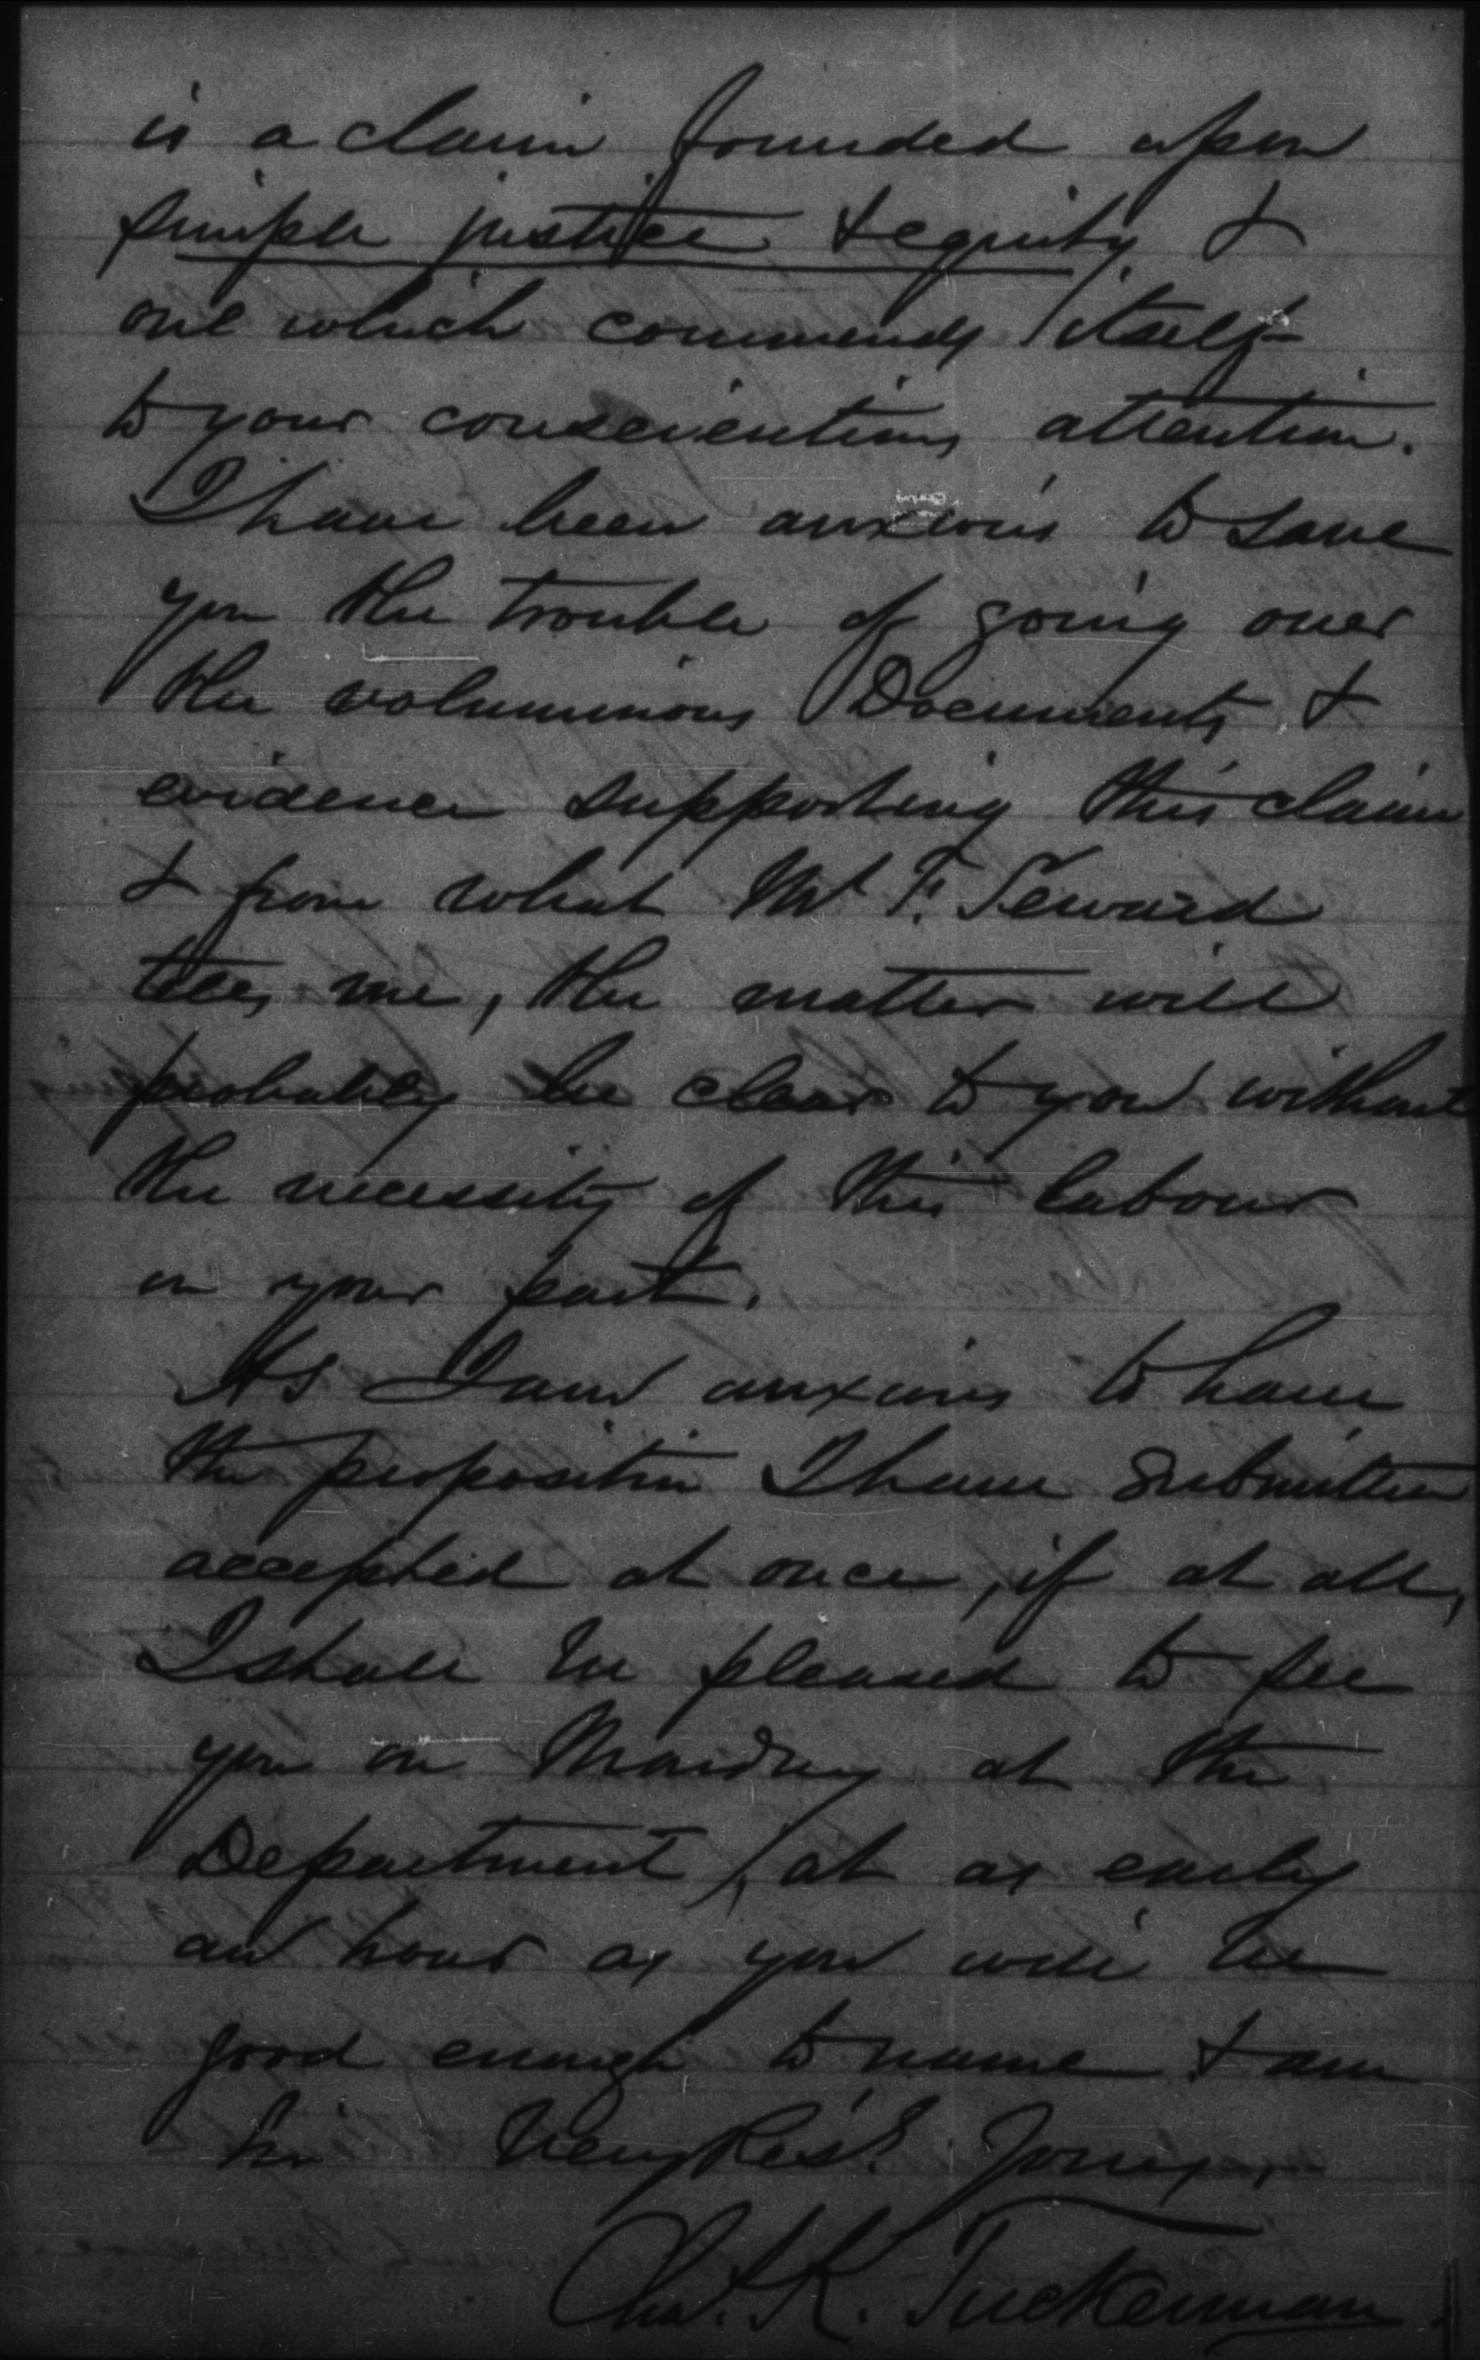 is a claim founded upon
simple justice & equity &
one which commends itself
to your conscientious attention.
I have been anxious to save
you the trouble of going over
the voluminous Documents &
evidence supporting this claim
& from what Mr F. Seward
tells me, the matter will
probably be clear to you without
the necessity of this labour
on your part.
As I am anxious to have
the proposition I have submitted
accepted at once, if at all,
I shall be pleased to see
you on Monday at the
Department, at as early
an hour as you will be
good enough to name & am
Sir Very Resy. Yours,
Chas. K. Tuckerman.